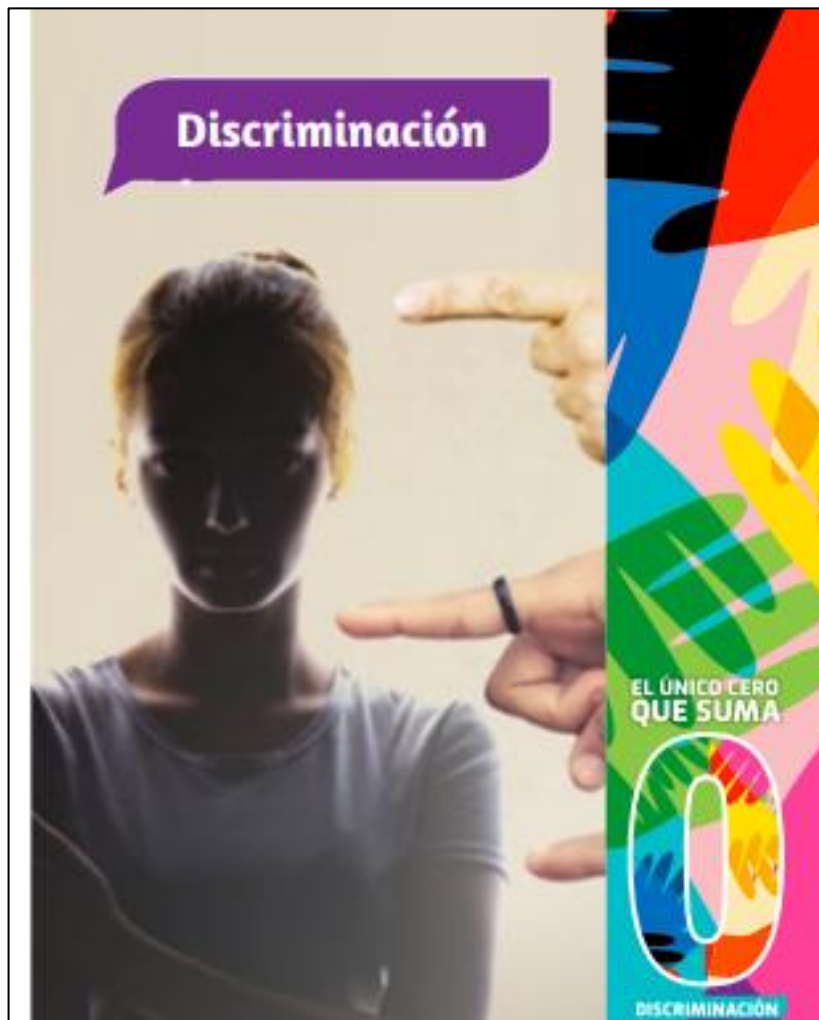 Discriminación
EL ÚNICO CERO
QUE SUMA
0
DISCRIMINACIÓN